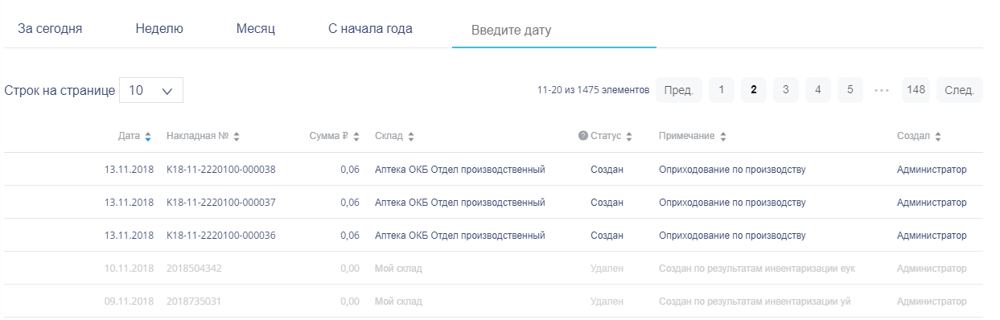 За сегодня Неделю Месяц С начала года Введите дату
Строк на странице 10 11-20 из 1475 элементов Пред. 1 2 3 4 5 ••• 148 След.
Дата Накладная № Сумма ₽ Склад ? Статус Примечание Создал
13.11.2018 К18-11-2220100-000038 0,06 Аптека ОКБ Отдел производственный Создан Оприходование по производству Администратор
13.11.2018 К18-11-2220100-000037 0,06 Аптека ОКБ Отдел производственный Создан Оприходование по производству Администратор
13.11.2018 К18-11-2220100-000036 0,06 Аптека ОКБ Отдел производственный Создан Оприходование по производству Администратор
10.11.2018 2018504342 0,00 Мой склад Удален Создан по результатам инвентаризации еук Администратор
09.11.2018 2018735031 0,00 Мой склад Удален Создан по результатам инвентаризации уй Администратор